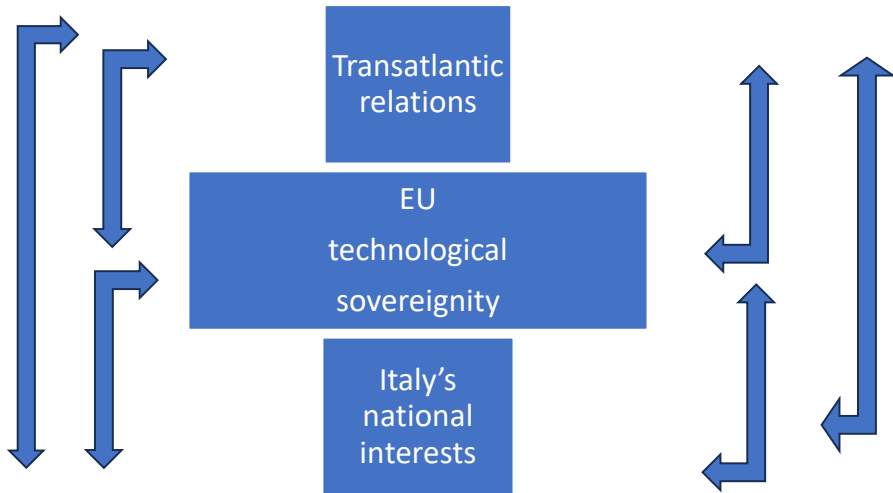 Transatlantic
relations
EU
technological
sovereignity
Italy’s
national
interests